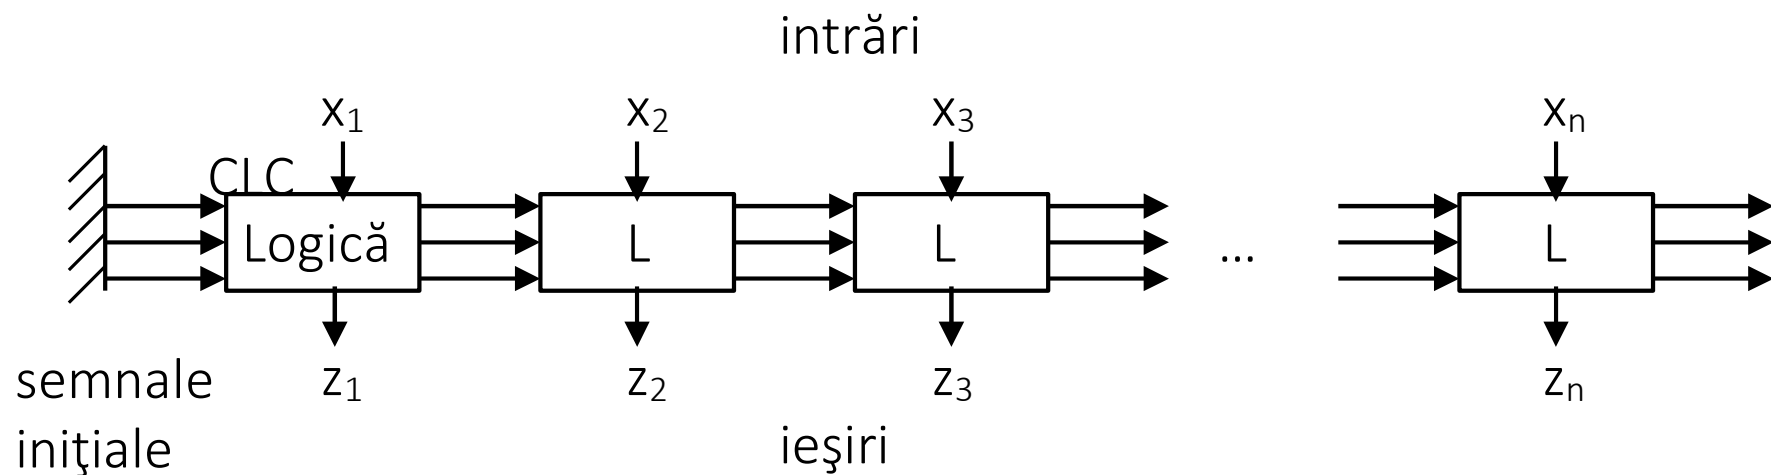 intrări
x₁ x₂ x₃ xₙ
CLC
Logică L L ... L
z₁ z₂ z₃ zₙ
semnale
iniţiale
ieşiri